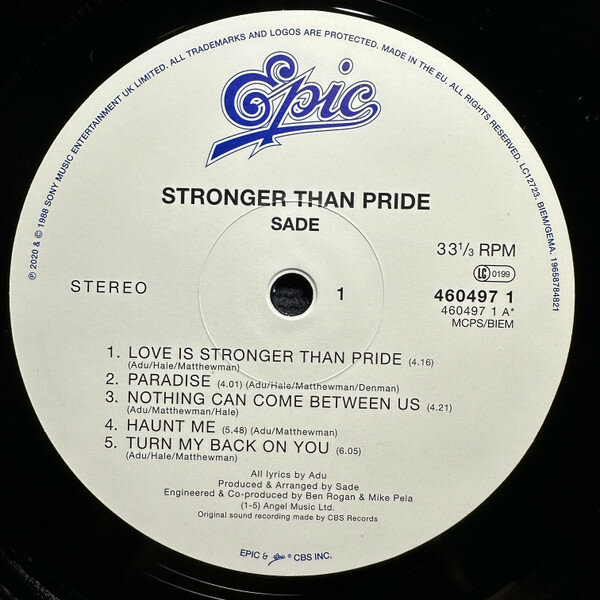 ℗ 2020 & © 1988 SONY MUSIC ENTERTAINMENT UK LIMITED. ALL TRADEMARKS AND LOGOS ARE PROTECTED. MADE IN THE EU. ALL RIGHTS RESERVED. LC12723. BIEM/GEMA. 19658784821
Epic
STRONGER THAN PRIDE
SADE
33 1/3 RPM
LC 0199
STEREO
1
460497 1
460497 1 A*
MCPS/BIEM
1. LOVE IS STRONGER THAN PRIDE (4.16)
(Adu/Hale/Matthewman)
2. PARADISE (4.01) (Adu/Hale/Matthewman/Denman)
3. NOTHING CAN COME BETWEEN US (4.21)
(Adu/Matthewman/Hale)
4. HAUNT ME (5.48) (Adu/Matthewman)
5. TURN MY BACK ON YOU (6.05)
(Adu/Hale/Matthewman)
All lyrics by Adu
Produced & Arranged by Sade
Engineered & Co-produced by Ben Rogan & Mike Pela
(1-5) Angel Music Ltd.
Original sound recording made by CBS Records
EPIC & Epic ® CBS INC.